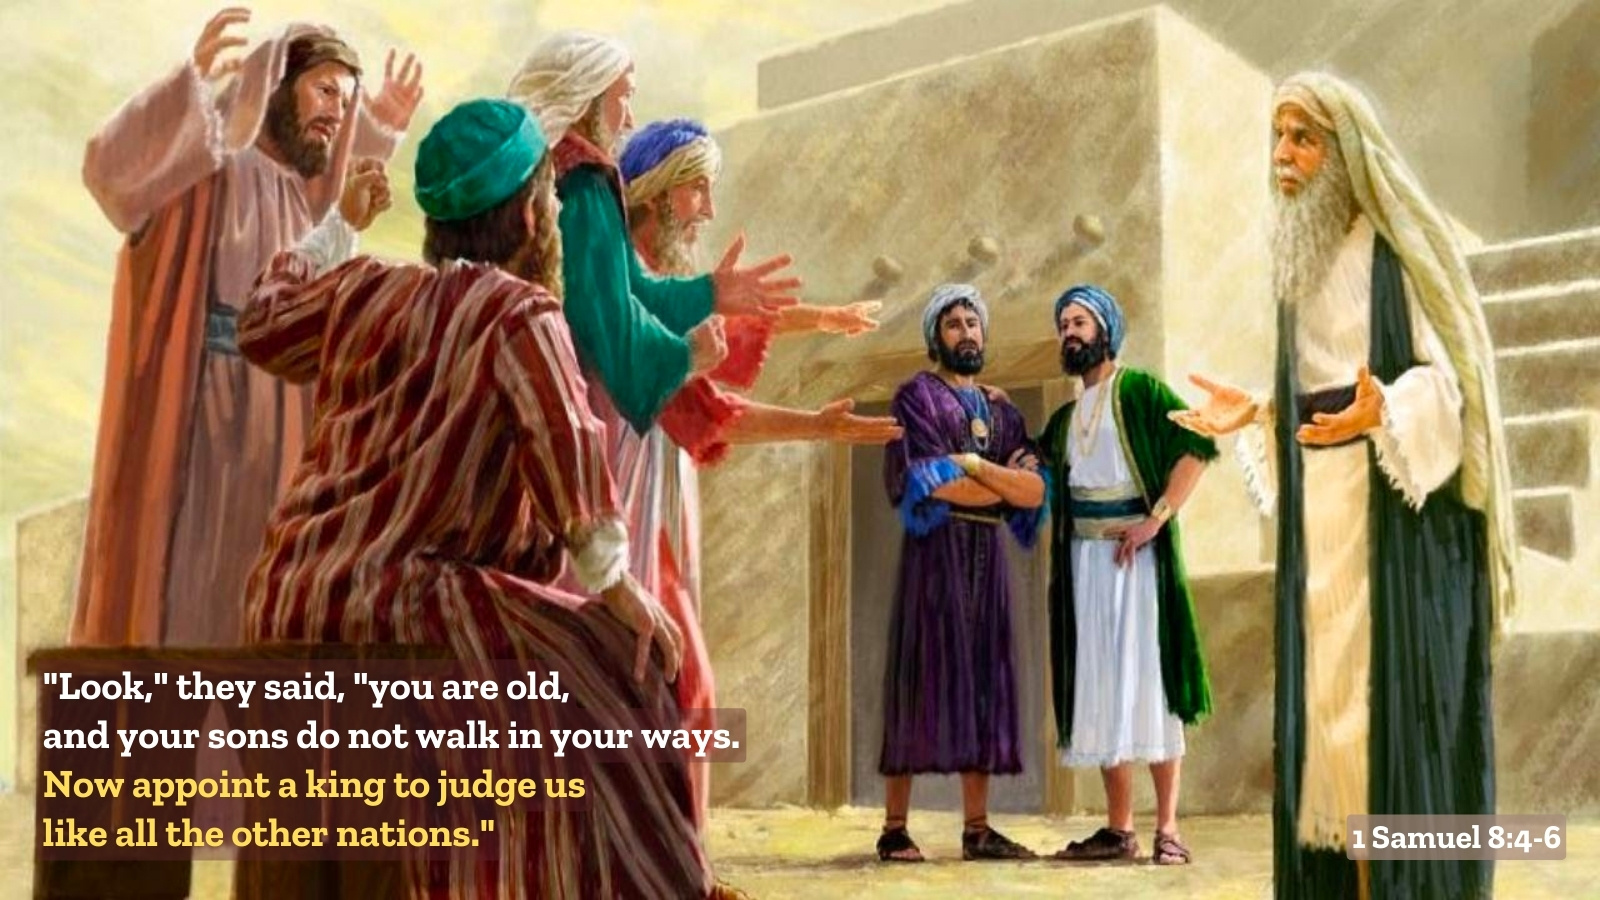 "Look," they said, "you are old,
and your sons do not walk in your ways.
Now appoint a king to judge us
like all the other nations."
1 Samuel 8:4-6